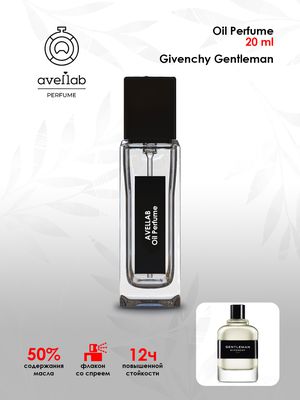 Oil Perfume
20 ml
Givenchy Gentleman
avellab
PERFUME
AVELLAB
Oil Perfume
GENTLEMAN
GIVENCHY
50%
содержания
масла
флакон
со спреем
12ч
повышенной
стойкости